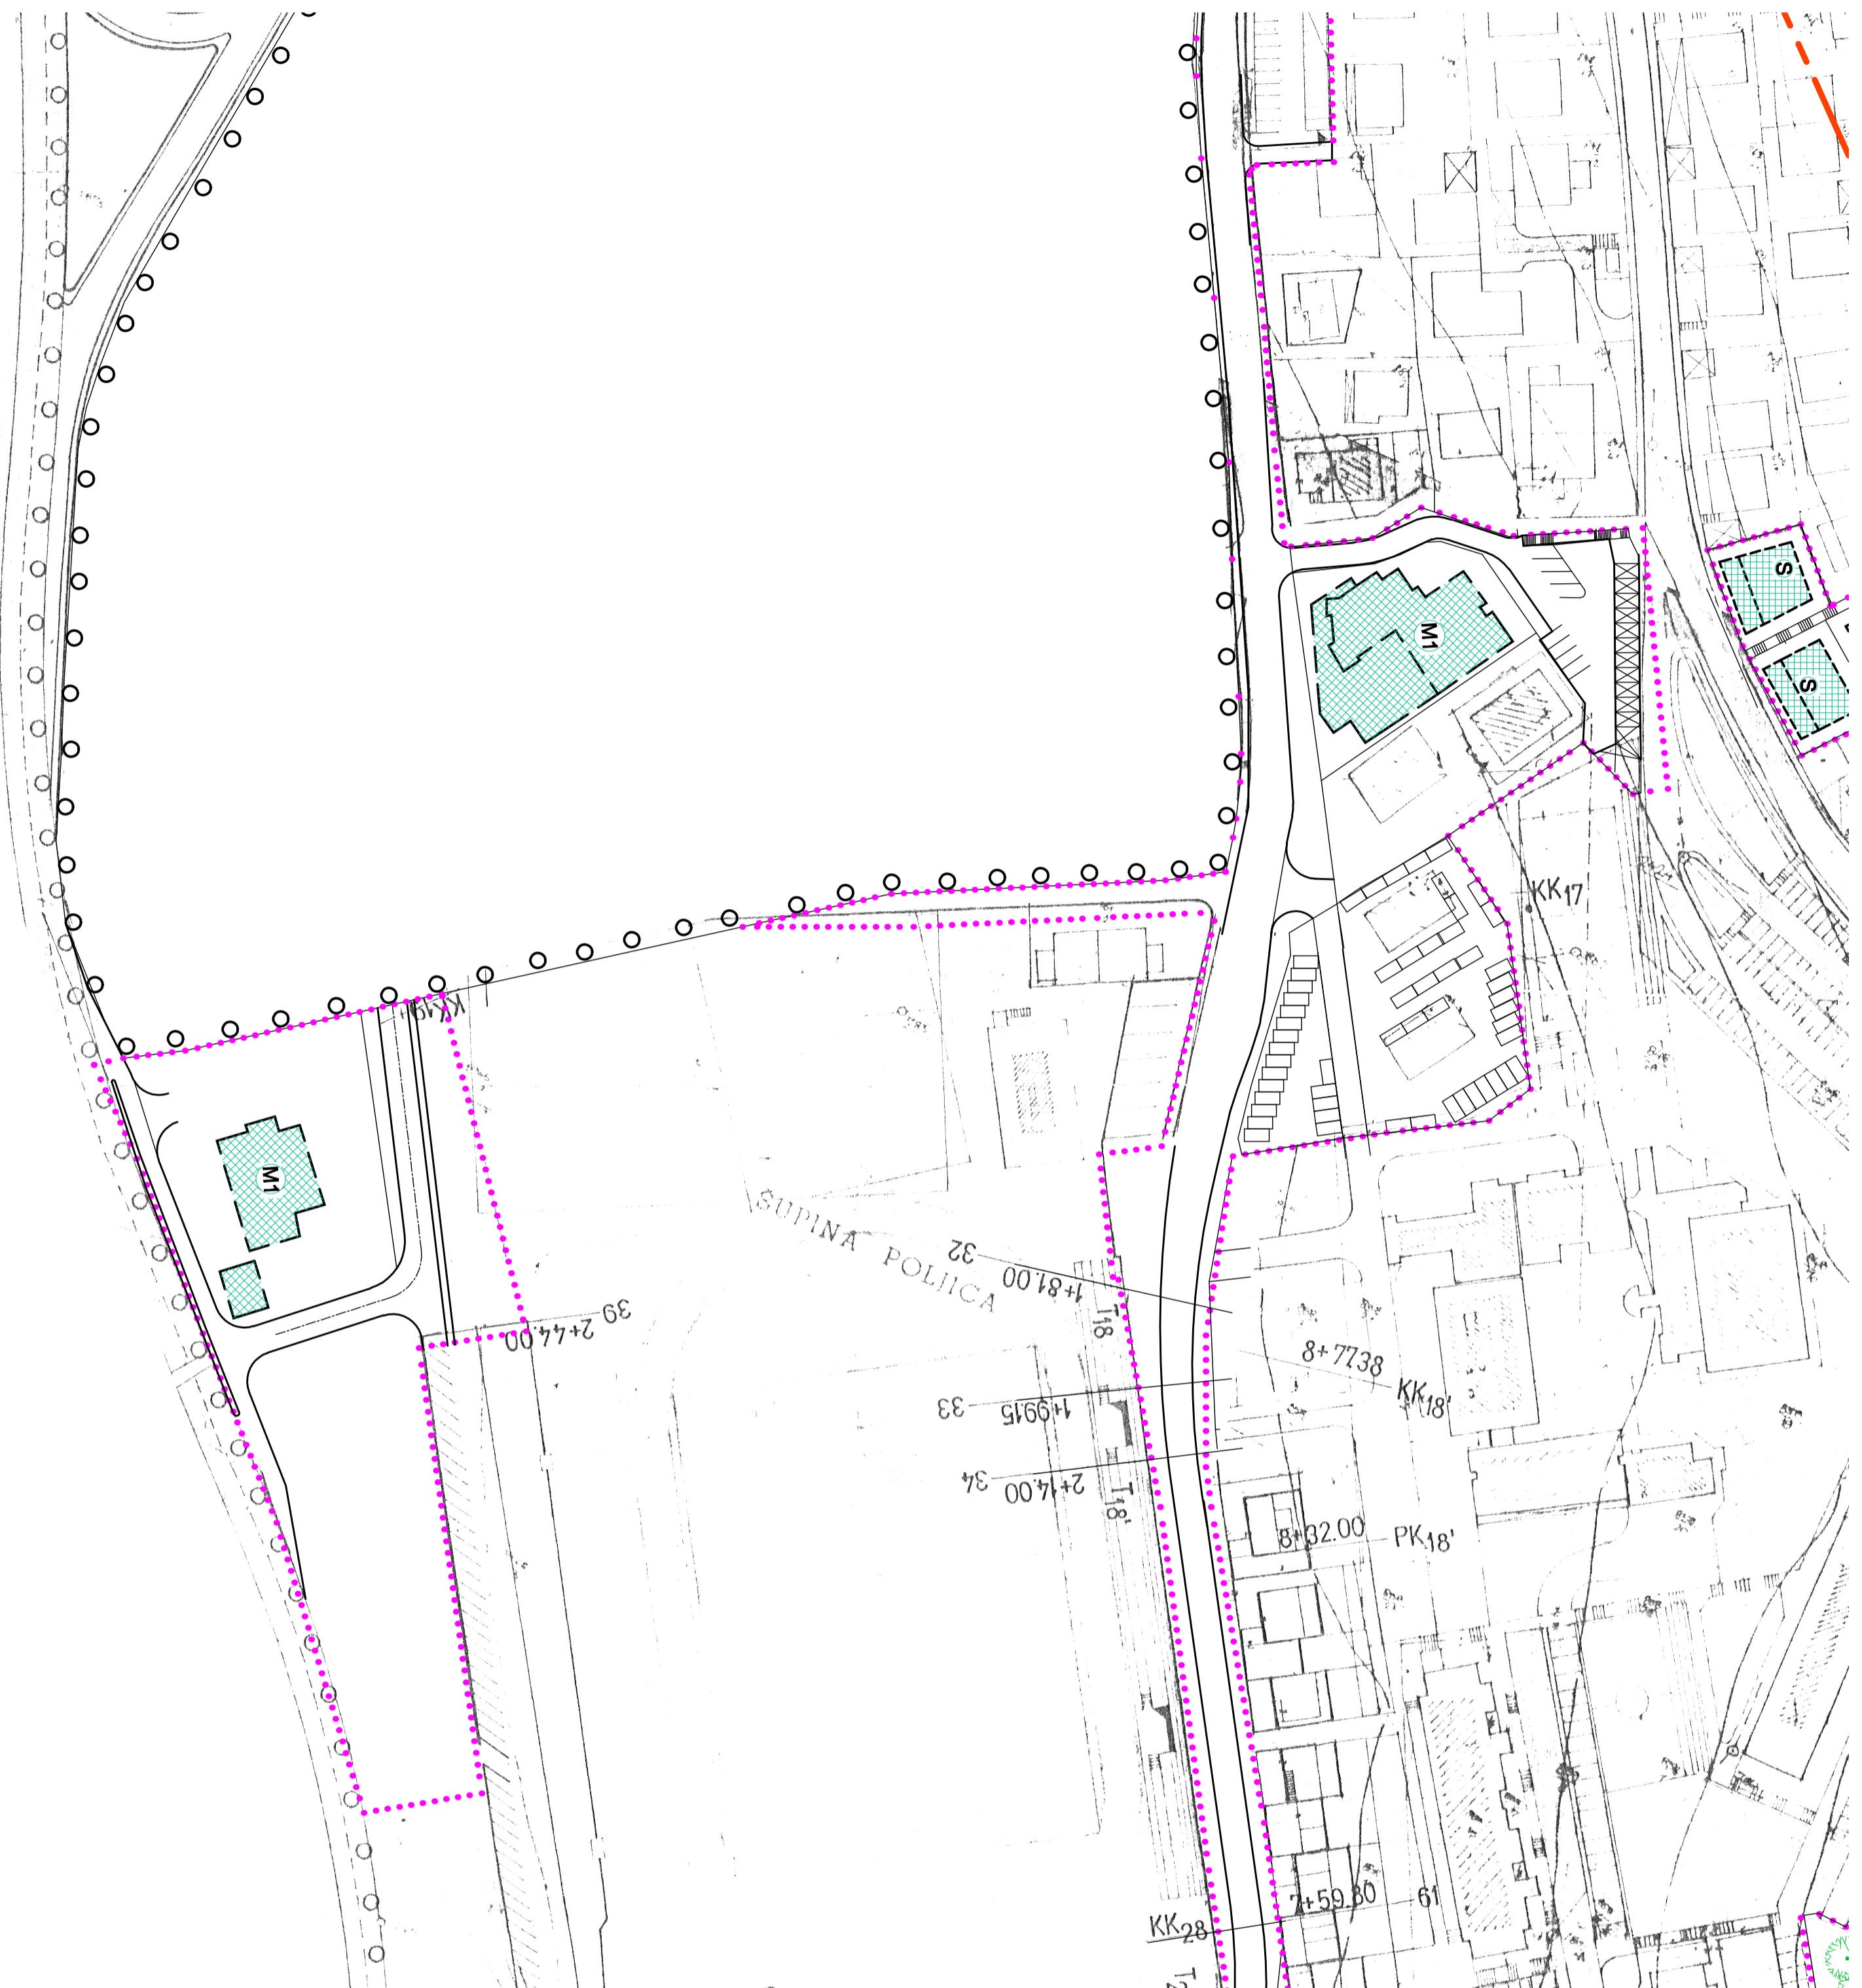 S
M1
S
KK17
KK19
M1
ŠUPINA POLJICA
32
1+81.00
39
2+44.00
T18
8+77.38
KK18'
33
1+99.15
34
2+14.00
T18'
8+32.00
PK18'
7+59.80
61
KK28